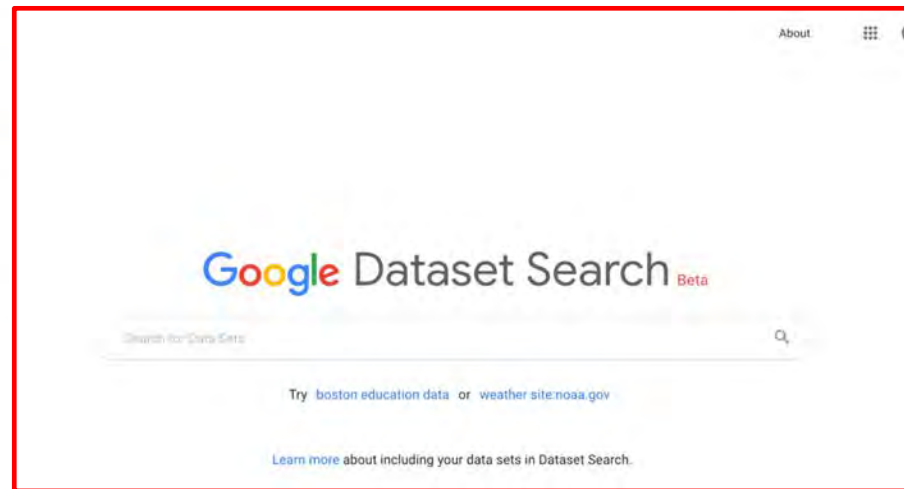 About
Google Dataset Search Beta
Search for Data Sets
Try boston education data or weather site:noaa.gov
Learn more about including your data sets in Dataset Search.